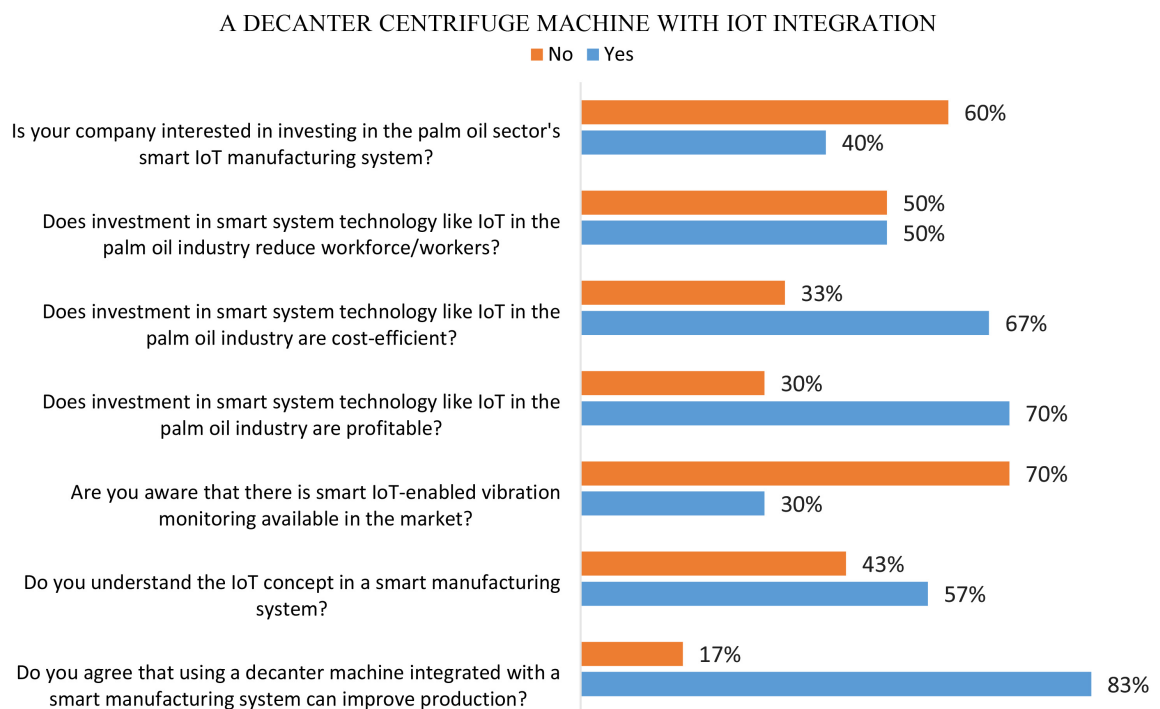 A DECANTER CENTRIFUGE MACHINE WITH IOT INTEGRATION
No Yes
Is your company interested in investing in the palm oil sector's
smart IoT manufacturing system?
60%
40%
Does investment in smart system technology like IoT in the
palm oil industry reduce workforce/workers?
50%
50%
Does investment in smart system technology like IoT in the
palm oil industry are cost-efficient?
33%
67%
Does investment in smart system technology like IoT in the
palm oil industry are profitable?
30%
70%
Are you aware that there is smart IoT-enabled vibration
monitoring available in the market?
70%
30%
Do you understand the IoT concept in a smart manufacturing
system?
43%
57%
Do you agree that using a decanter machine integrated with a
smart manufacturing system can improve production?
17%
83%